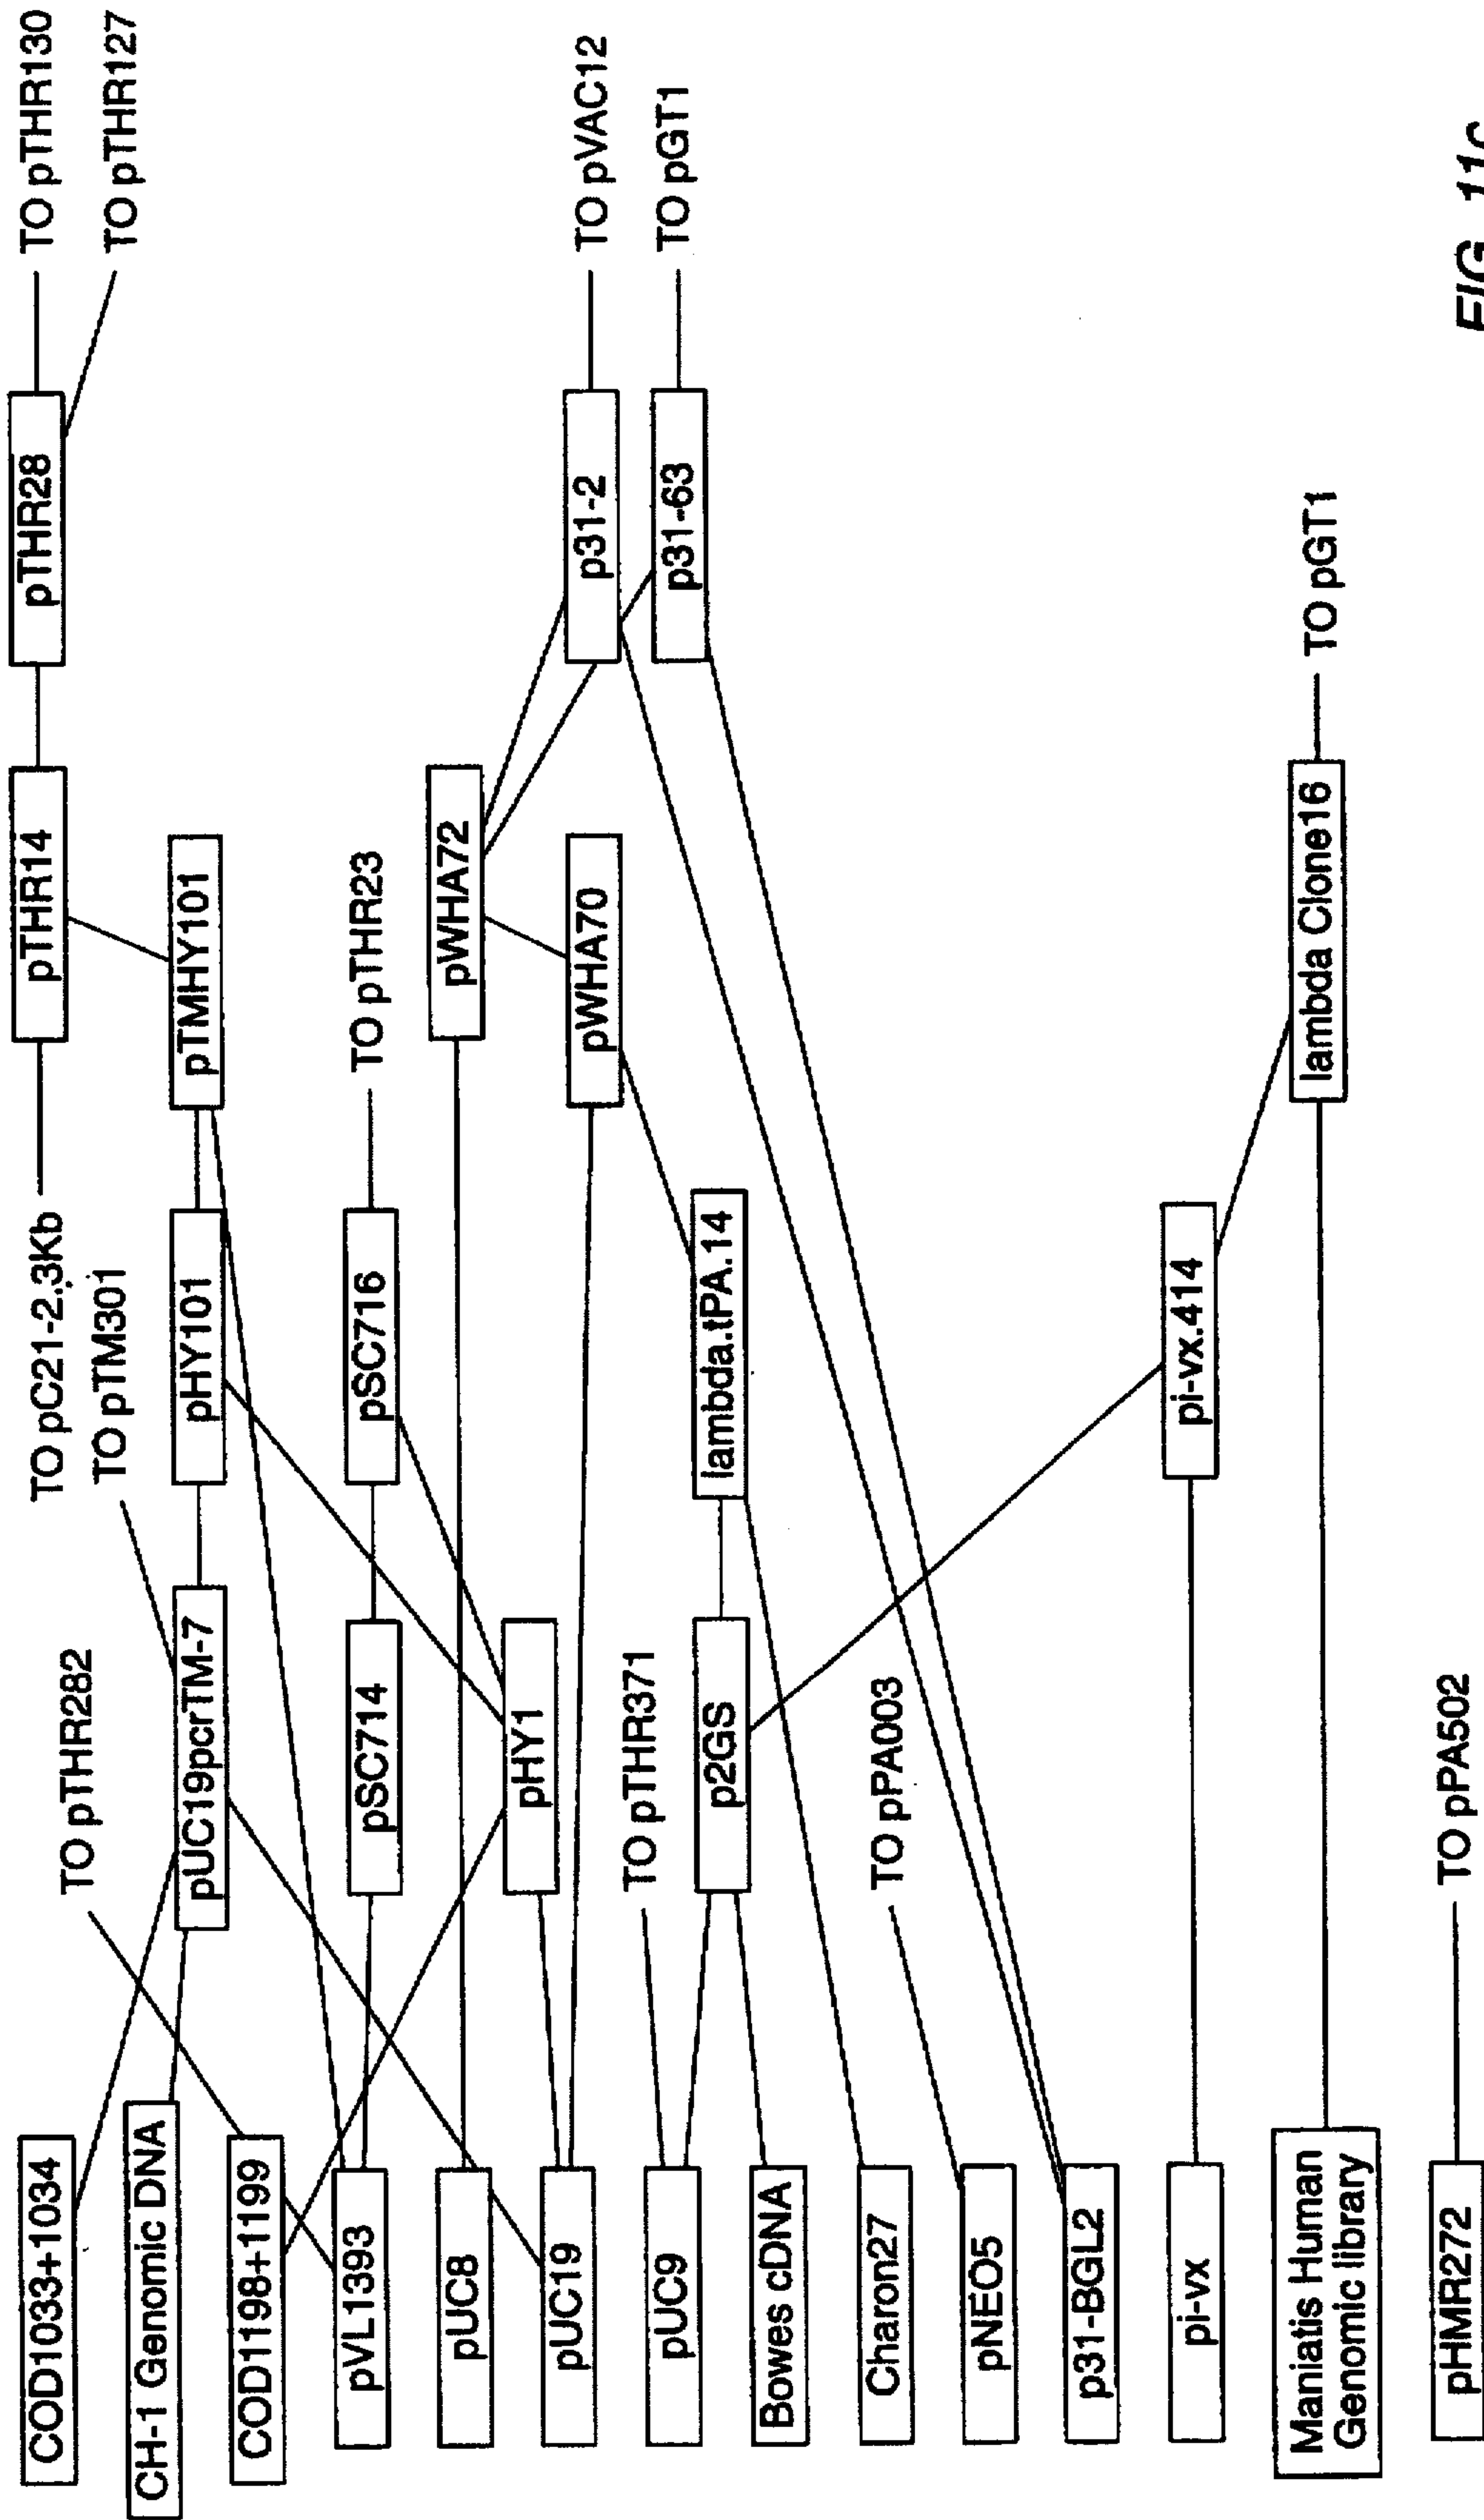 COD1033+1034
CH-1 Genomic DNA
COD1198+1199
pVL1393
pUC8
pUC19
pUC9
Bowes cDNA
Charon27
pNEO5
p31-BGL2
pi-vx
Maniatis Human
Genomic library
pHMR272
TO pTHR282
pUC19pcrTM-7
pSC714
pHY1
TO pTHR371
p2GS
TO pPA003
TO pPA502
TO pC21-2.3Kb
TO pTM301
pHY101
pSC716
lambda.tPA.14
pi-vx.414
pTHR14
pTMHY101
TO pTHR23
pWHA72
pWHA70
lambda Clone16
pTHR28
p31-2
p31-63
TO pGT1
TO pTHR130
TO pTHR127
TO pVAC12
TO pGT1
FIG.